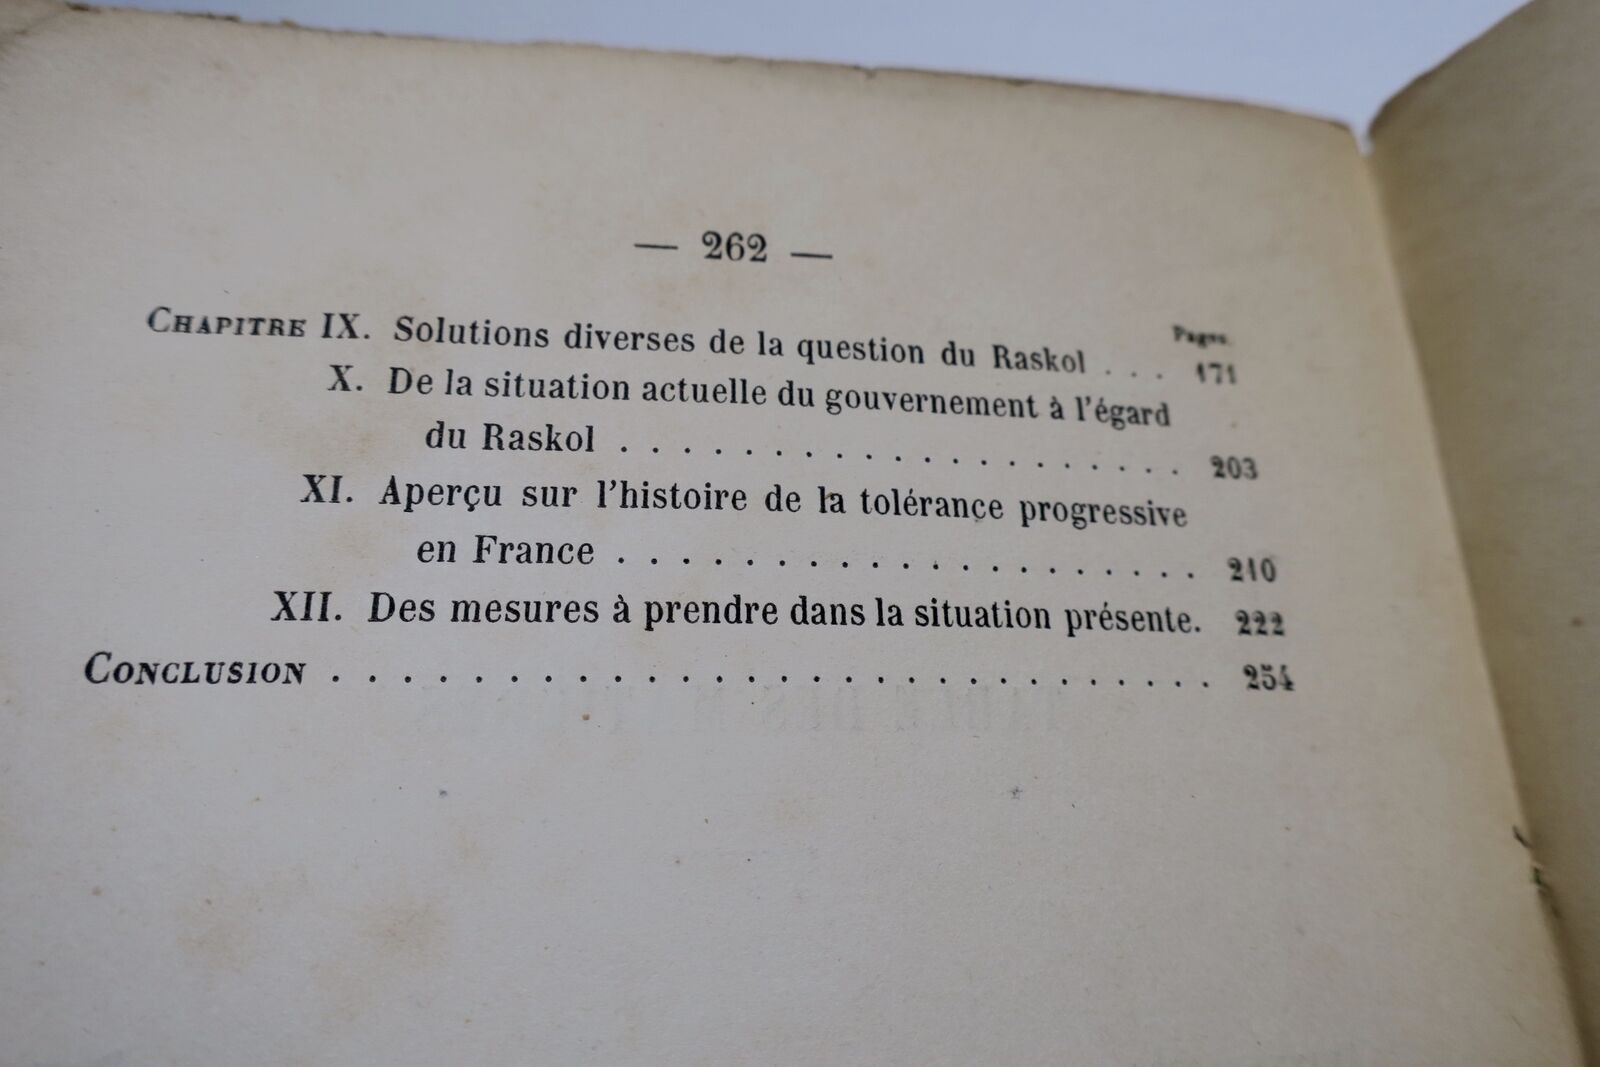 — 262 —
Pages.
CHAPITRE IX. Solutions diverses de la question du Raskol . . . 171
X. De la situation actuelle du gouvernement à l'égard
du Raskol . . . . . . . . . . . . . . . . . . . 203
XI. Aperçu sur l'histoire de la tolérance progressive
en France . . . . . . . . . . . . . . . . . . . . 210
XII. Des mesures à prendre dans la situation présente. 222
CONCLUSION . . . . . . . . . . . . . . . . . . . . . . . . . . . . . . 254